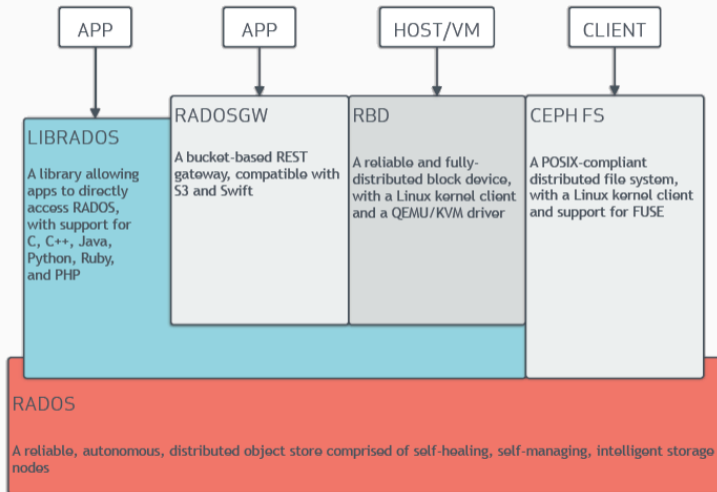 APP
APP
HOST/VM
CLIENT
LIBRADOS
A library allowing
apps to directly
access RADOS,
with support for
C, C++, Java,
Python, Ruby,
and PHP
RADOSGW
A bucket-based REST
gateway, compatible with
S3 and Swift
RBD
A reliable and fully-
distributed block device,
with a Linux kernel client
and a QEMU/KVM driver
CEPH FS
A POSIX-compliant
distributed file system,
with a Linux kernel client
and support for FUSE
RADOS
A reliable, autonomous, distributed object store comprised of self-healing, self-managing, intelligent storage
nodes